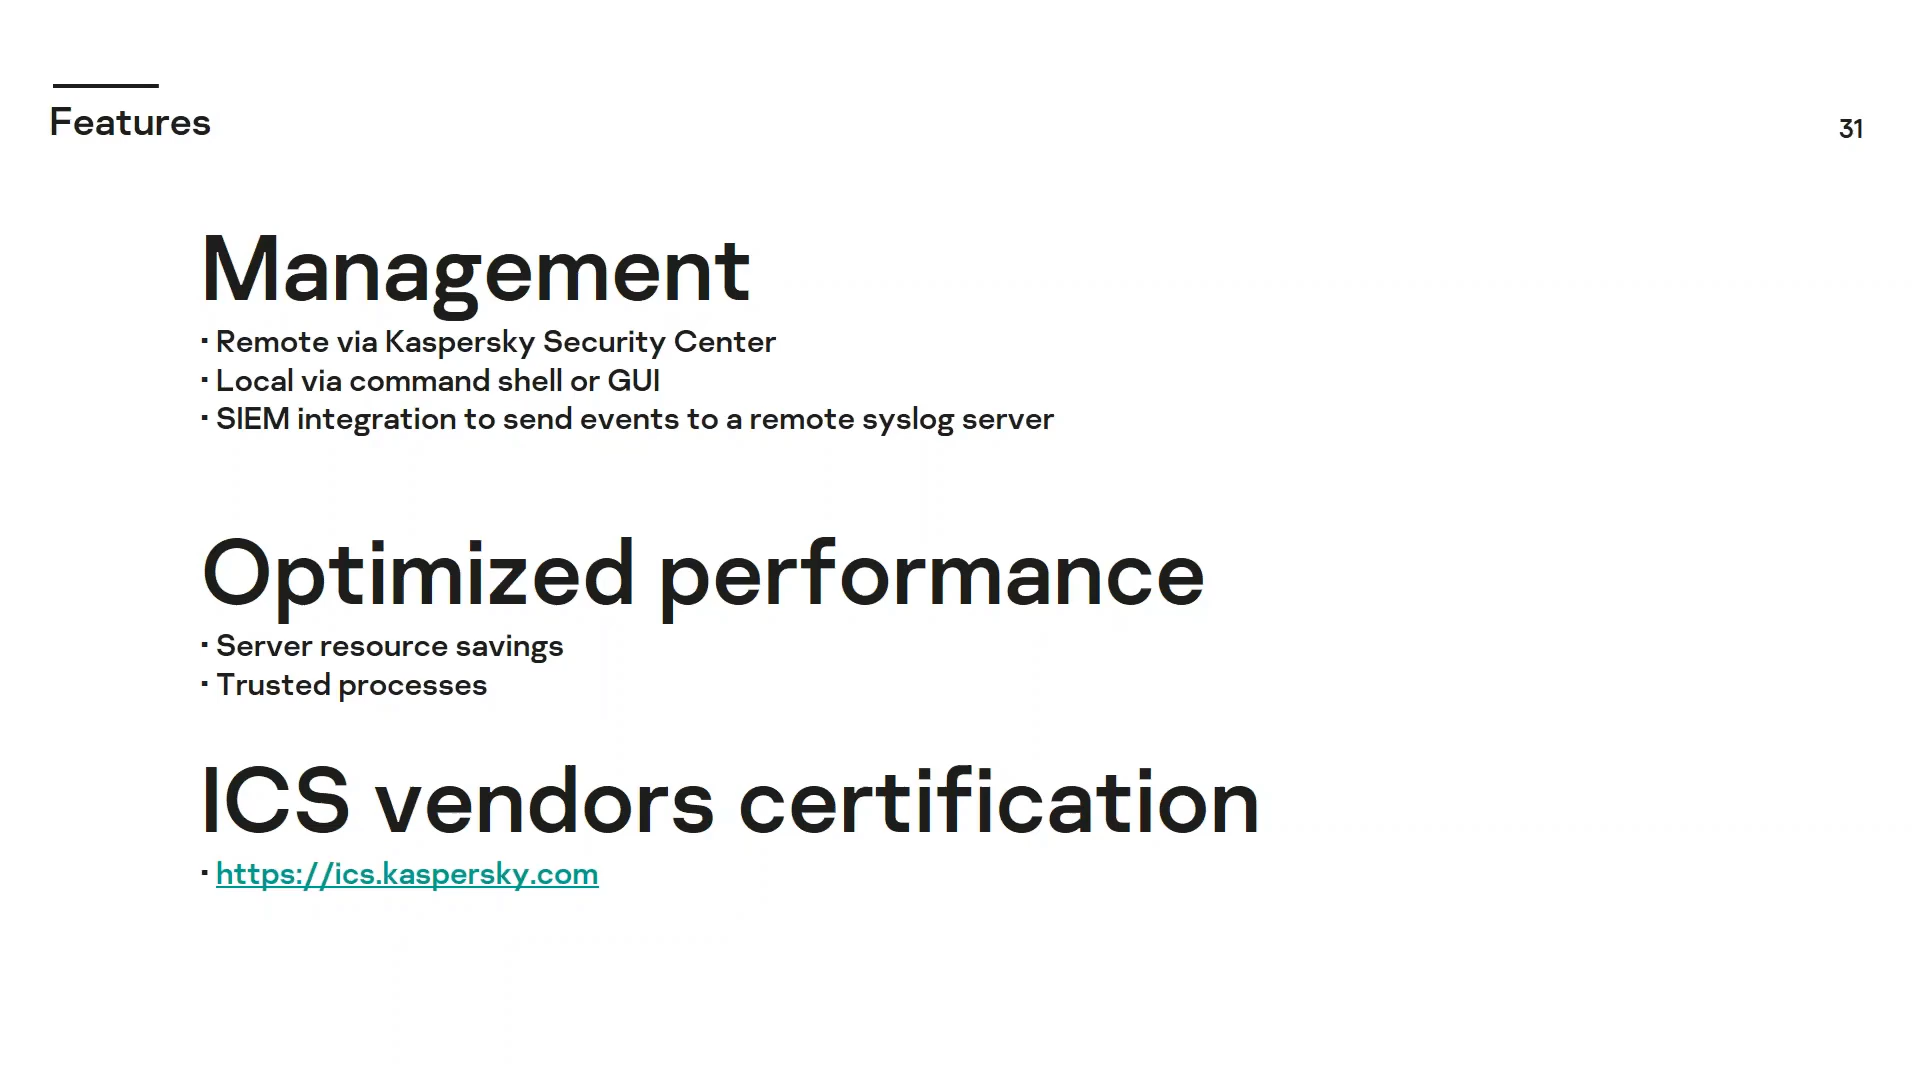 Features
31
Management
▪ Remote via Kaspersky Security Center
▪ Local via command shell or GUI
▪ SIEM integration to send events to a remote syslog server
Optimized performance
▪ Server resource savings
▪ Trusted processes
ICS vendors certification
▪ https://ics.kaspersky.com